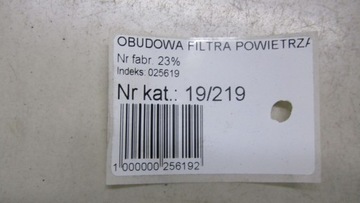 OBUDOWA FILTRA POWIETRZA
Nr fabr. 23%
Indeks: 025619
Nr kat.: 19/219
1 000000 256192